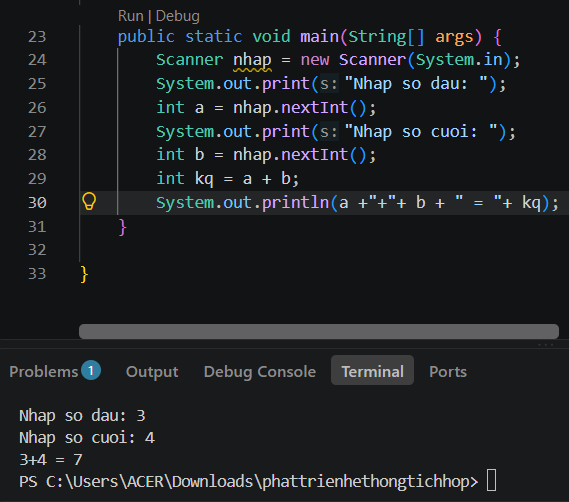 Run | Debug
23 public static void main(String[] args) {
24 Scanner nhap = new Scanner(System.in);
25 System.out.print(s:"Nhap so dau: ");
26 int a = nhap.nextInt();
27 System.out.print(s:"Nhap so cuoi: ");
28 int b = nhap.nextInt();
29 int kq = a + b;
30 System.out.println(a +"+"+ b + " = "+ kq);
31 }
32
33 }
Problems 1 Output Debug Console Terminal Ports
Nhap so dau: 3
Nhap so cuoi: 4
3+4 = 7
PS C:\Users\ACER\Downloads\phattrienhethongtichhop>